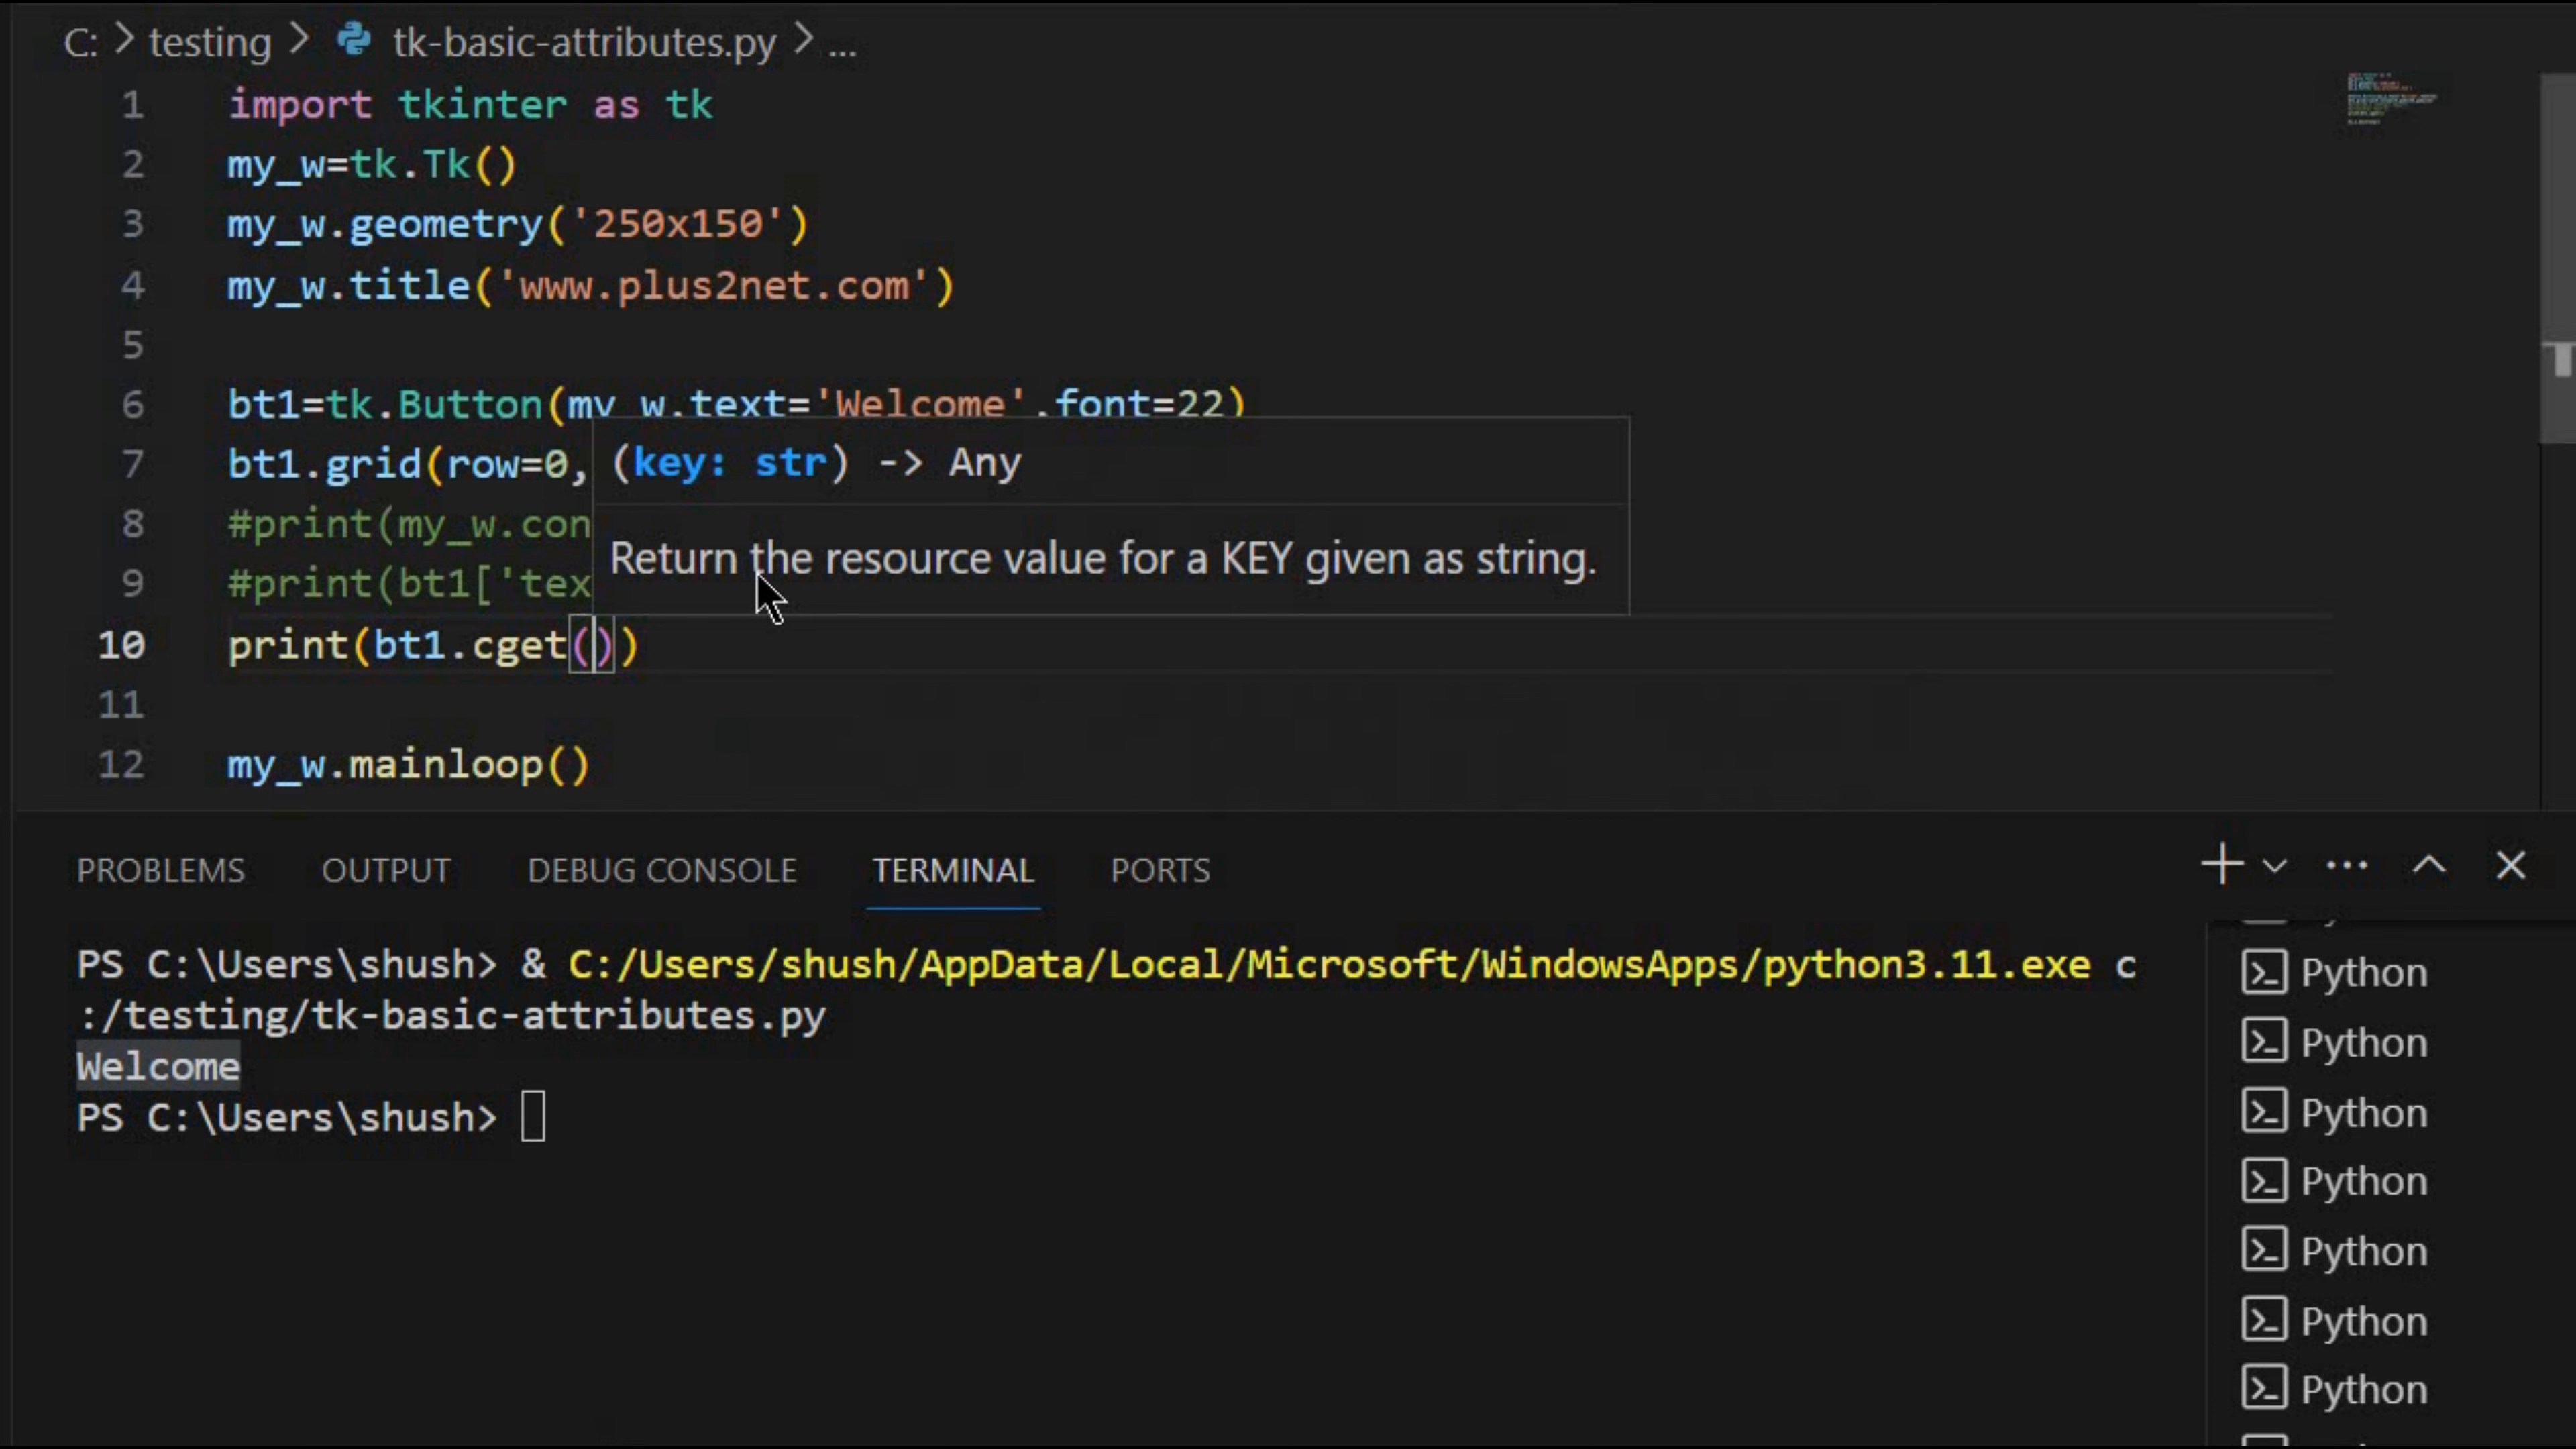 C: > testing > tk-basic-attributes.py > ...
1 import tkinter as tk
2 my_w=tk.Tk()
3 my_w.geometry('250x150')
4 my_w.title('www.plus2net.com')
5
6 bt1=tk.Button(my_w,text='Welcome',font=22)
7 bt1.grid(row=0,
(key: str) -> Any
8 #print(my_w.con
Return the resource value for a KEY given as string.
9 #print(bt1['tex
10 print(bt1.cget())
11
12 my_w.mainloop()
PROBLEMS OUTPUT DEBUG CONSOLE TERMINAL PORTS
PS C:\Users\shush> & C:/Users/shush/AppData/Local/Microsoft/WindowsApps/python3.11.exe c
:/testing/tk-basic-attributes.py
Welcome
PS C:\Users\shush>
Python
Python
Python
Python
Python
Python
Python